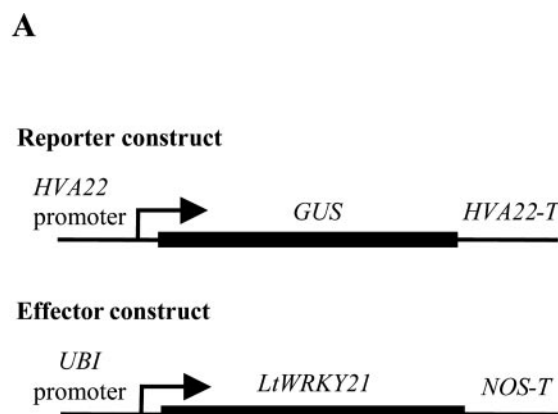 A
Reporter construct
HVA22
promoter
GUS
HVA22-T
Effector construct
UBI
promoter
LtWRKY21
NOS-T